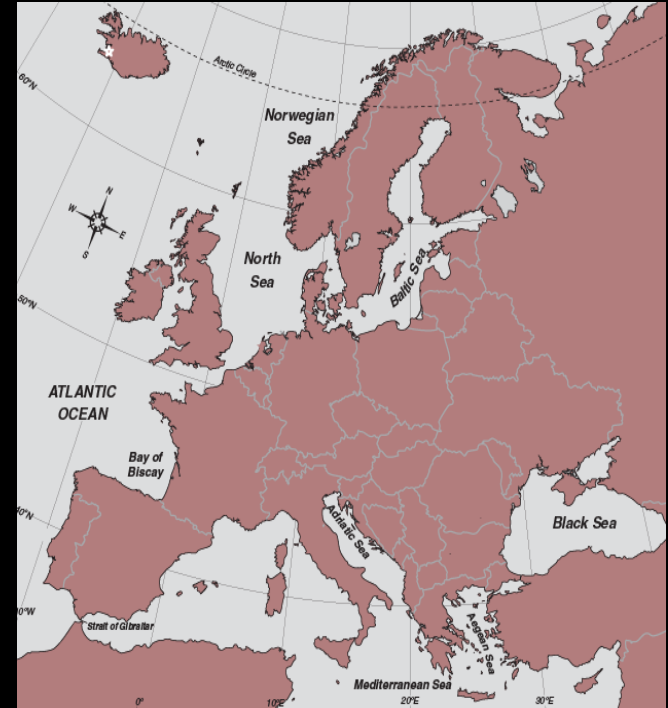 Arctic Circle
60°N
Norwegian
Sea
N
W
E
S
North
Sea
Baltic Sea
50°N
ATLANTIC
OCEAN
Bay of
Biscay
40°N
Adriatic Sea
Black Sea
Strait of Gibraltar
Aegean Sea
Mediterranean Sea
0°
10°E
20°E
30°E